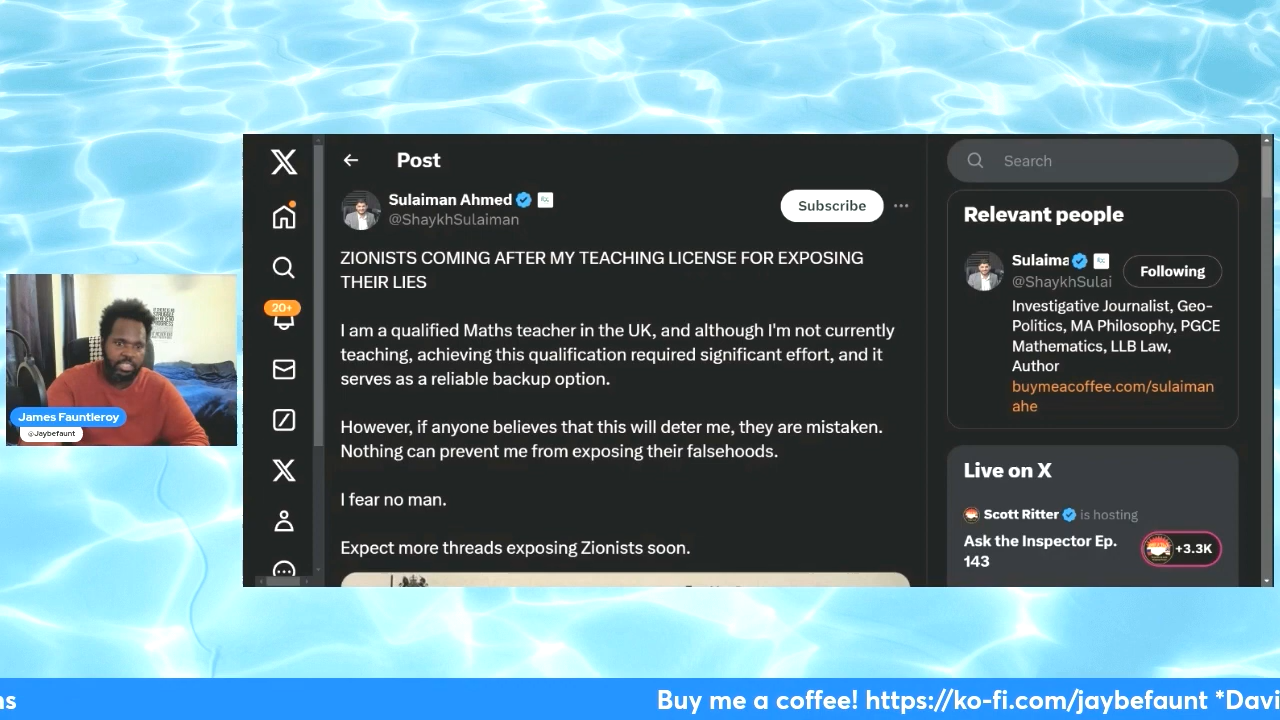 Post
Sulaiman Ahmed
@ShaykhSulaiman
Subscribe
ZIONISTS COMING AFTER MY TEACHING LICENSE FOR EXPOSING
THEIR LIES
I am a qualified Maths teacher in the UK, and although I'm not currently
teaching, achieving this qualification required significant effort, and it
serves as a reliable backup option.
However, if anyone believes that this will deter me, they are mistaken.
Nothing can prevent me from exposing their falsehoods.
I fear no man.
Expect more threads exposing Zionists soon.
20+
Search
Relevant people
Sulaima
@ShaykhSulai
Following
Investigative Journalist, Geo-
Politics, MA Philosophy, PGCE
Mathematics, LLB Law,
Author
buymeacoffee.com/sulaiman
ahe
Live on X
Scott Ritter is hosting
Ask the Inspector Ep.
143
+3.3K
James Fauntleroy
@Jaybefaunt
ns
Buy me a coffee! https://ko-fi.com/jaybefaunt *Davi